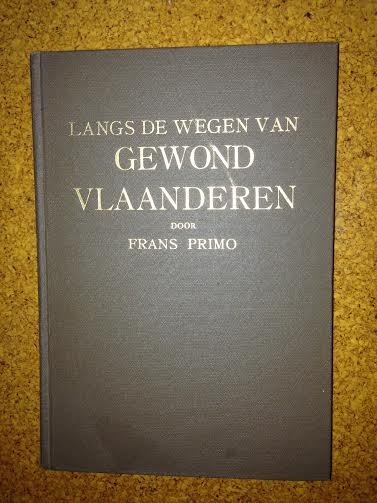 LANGS DE WEGEN VAN
GEWOND
VLAANDEREN
DOOR
FRANS PRIMO